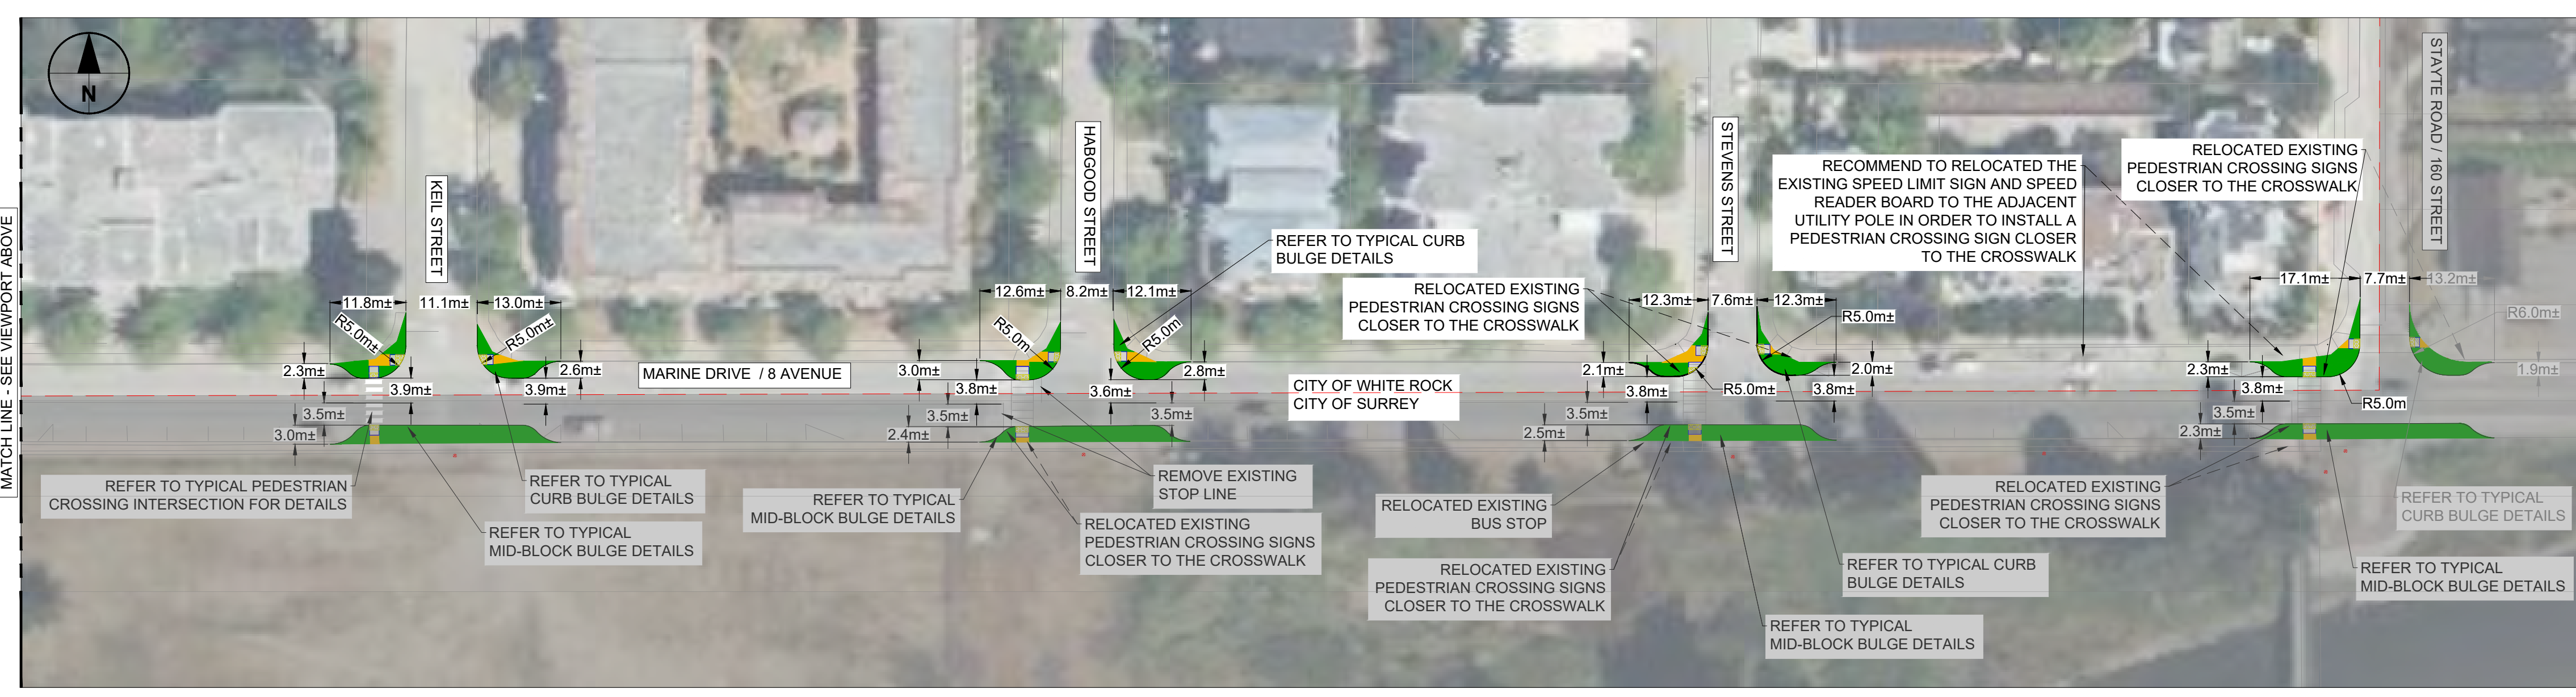 N
MATCH LINE - SEE VIEWPORT ABOVE
KEIL STREET
HABGOOD STREET
STEVENS STREET
STAYTE ROAD / 160 STREET
REFER TO TYPICAL CURB
BULGE DETAILS
RELOCATED EXISTING
PEDESTRIAN CROSSING SIGNS
CLOSER TO THE CROSSWALK
RECOMMEND TO RELOCATED THE
EXISTING SPEED LIMIT SIGN AND SPEED
READER BOARD TO THE ADJACENT
UTILITY POLE IN ORDER TO INSTALL A
PEDESTRIAN CROSSING SIGN CLOSER
TO THE CROSSWALK
RELOCATED EXISTING
PEDESTRIAN CROSSING SIGNS
CLOSER TO THE CROSSWALK
11.8m±
11.1m±
13.0m±
R5.0m±
R5.0m±
2.3m±
3.9m±
3.9m±
2.6m±
3.5m±
3.0m±
MARINE DRIVE / 8 AVENUE
12.6m±
8.2m±
12.1m±
R5.0m
R5.0m
3.0m±
3.8m±
3.6m±
2.8m±
3.5m±
3.5m±
2.4m±
CITY OF WHITE ROCK
CITY OF SURREY
12.3m±
7.6m±
12.3m±
R5.0m±
2.1m±
3.8m±
R5.0m±
3.8m±
2.0m±
3.5m±
2.5m±
17.1m±
7.7m±
13.2m±
R6.0m±
2.3m±
3.8m±
R5.0m
1.9m±
3.5m±
2.3m±
REFER TO TYPICAL PEDESTRIAN
CROSSING INTERSECTION FOR DETAILS
REFER TO TYPICAL
CURB BULGE DETAILS
REFER TO TYPICAL
MID-BLOCK BULGE DETAILS
REFER TO TYPICAL
MID-BLOCK BULGE DETAILS
REMOVE EXISTING
STOP LINE
RELOCATED EXISTING
PEDESTRIAN CROSSING SIGNS
CLOSER TO THE CROSSWALK
RELOCATED EXISTING
BUS STOP
RELOCATED EXISTING
PEDESTRIAN CROSSING SIGNS
CLOSER TO THE CROSSWALK
REFER TO TYPICAL CURB
BULGE DETAILS
REFER TO TYPICAL
MID-BLOCK BULGE DETAILS
RELOCATED EXISTING
PEDESTRIAN CROSSING SIGNS
CLOSER TO THE CROSSWALK
REFER TO TYPICAL
CURB BULGE DETAILS
REFER TO TYPICAL
MID-BLOCK BULGE DETAILS